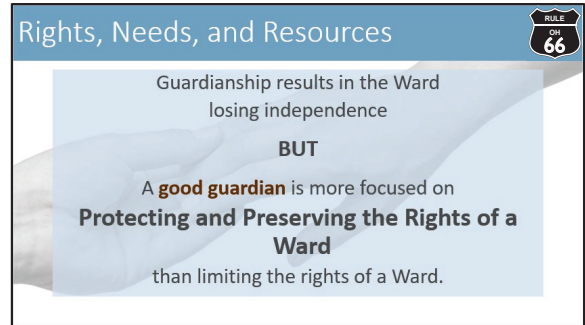 Rights, Needs, and Resources
RULE
OH
66
Guardianship results in the Ward
losing independence
BUT
A good guardian is more focused on
Protecting and Preserving the Rights of a
Ward
than limiting the rights of a Ward.